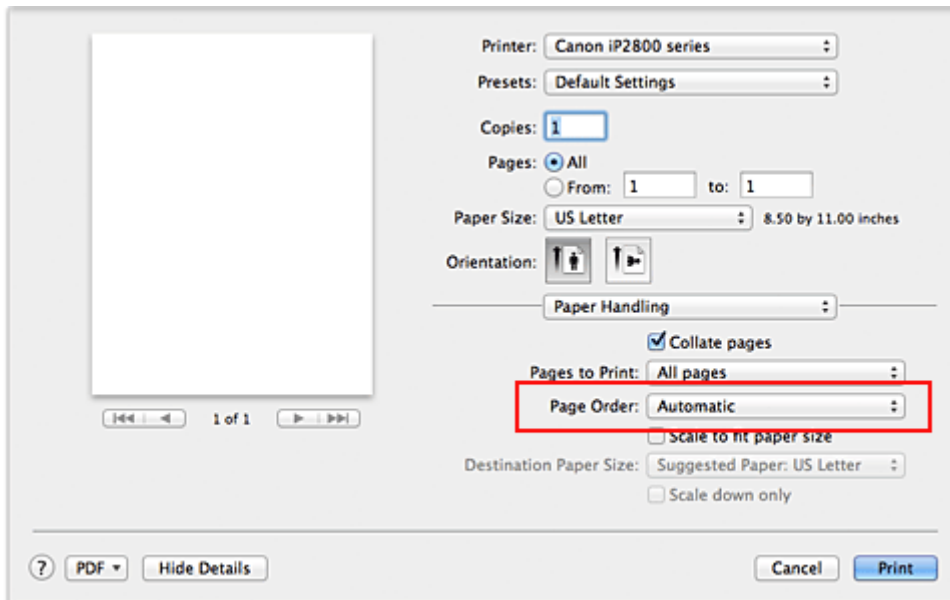 Printer: Canon iP2800 series
Presets: Default Settings
Copies: 1
Pages: All
From: 1 to: 1
Paper Size: US Letter 8.50 by 11.00 inches
Orientation:
Paper Handling
Collate pages
Pages to Print: All pages
Page Order: Automatic
Scale to fit paper size
Destination Paper Size: Suggested Paper: US Letter
Scale down only
1 of 1
? PDF Hide Details Cancel Print